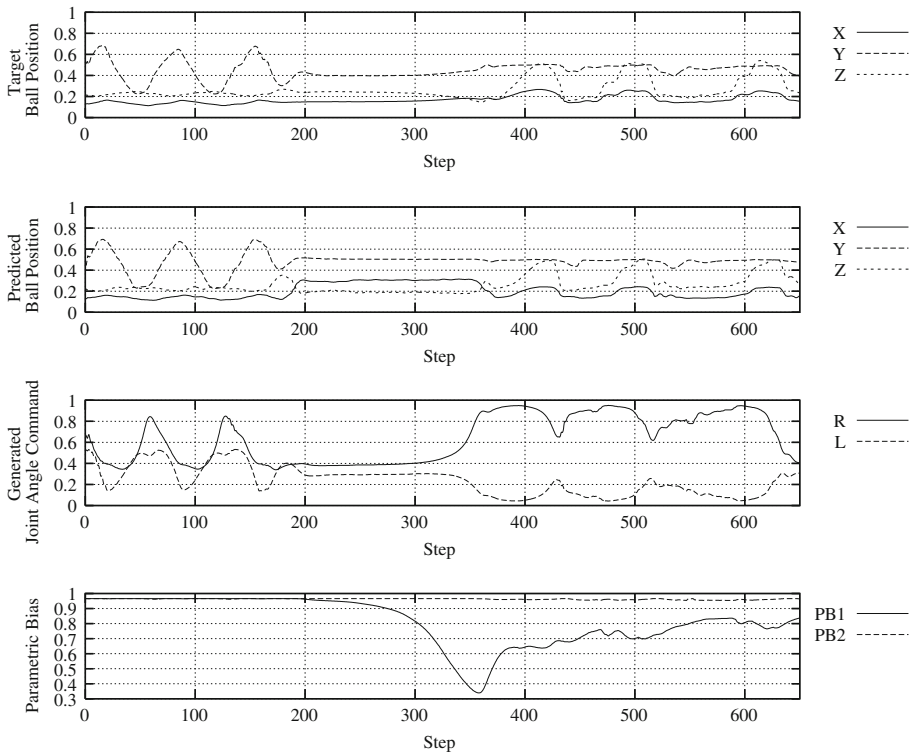 Target
Ball Position
1
0.8
0.6
0.4
0.2
0
0 100 200 300 400 500 600
Step
X
Y
Z
Predicted
Ball Position
1
0.8
0.6
0.4
0.2
0
0 100 200 300 400 500 600
Step
X
Y
Z
Generated
Joint Angle Command
1
0.8
0.6
0.4
0.2
0
0 100 200 300 400 500 600
Step
R
L
Parametric Bias
1
0.9
0.8
0.7
0.6
0.5
0.4
0.3
0 100 200 300 400 500 600
Step
PB1
PB2